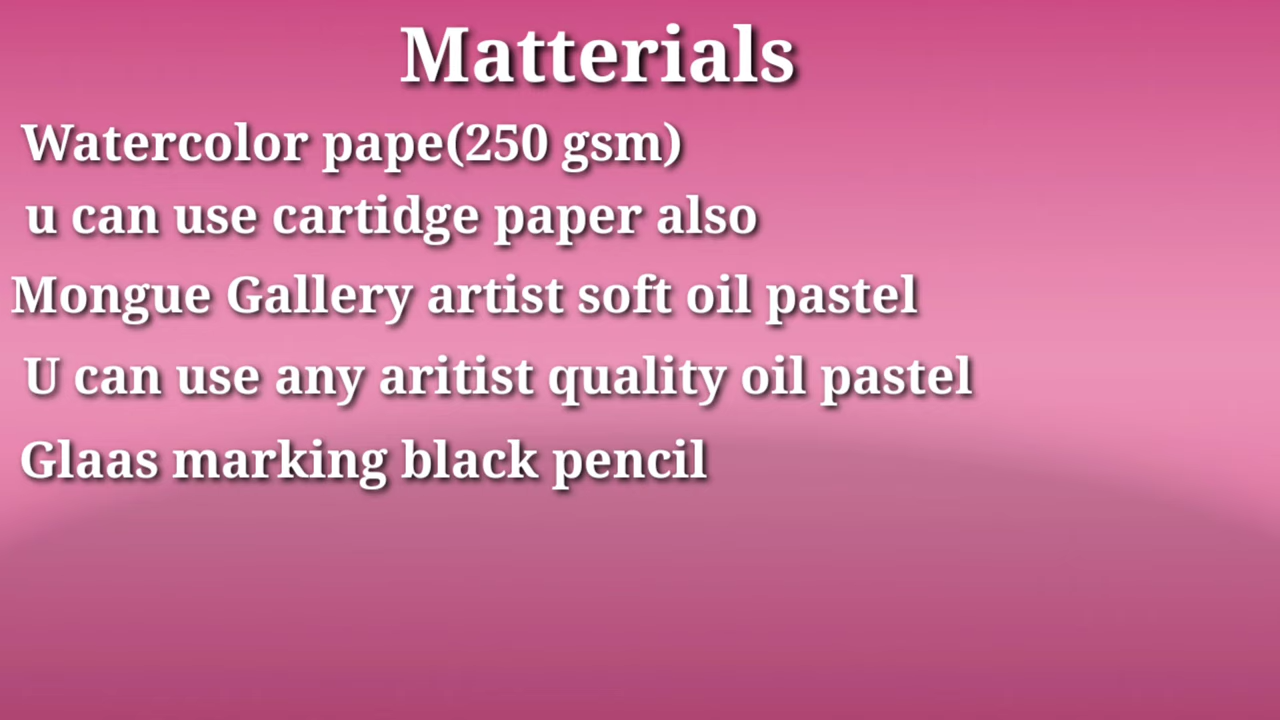 Matterials
Watercolor pape(250 gsm)
u can use cartidge paper also
Mongue Gallery artist soft oil pastel
U can use any aritist quality oil pastel
Glaas marking black pencil